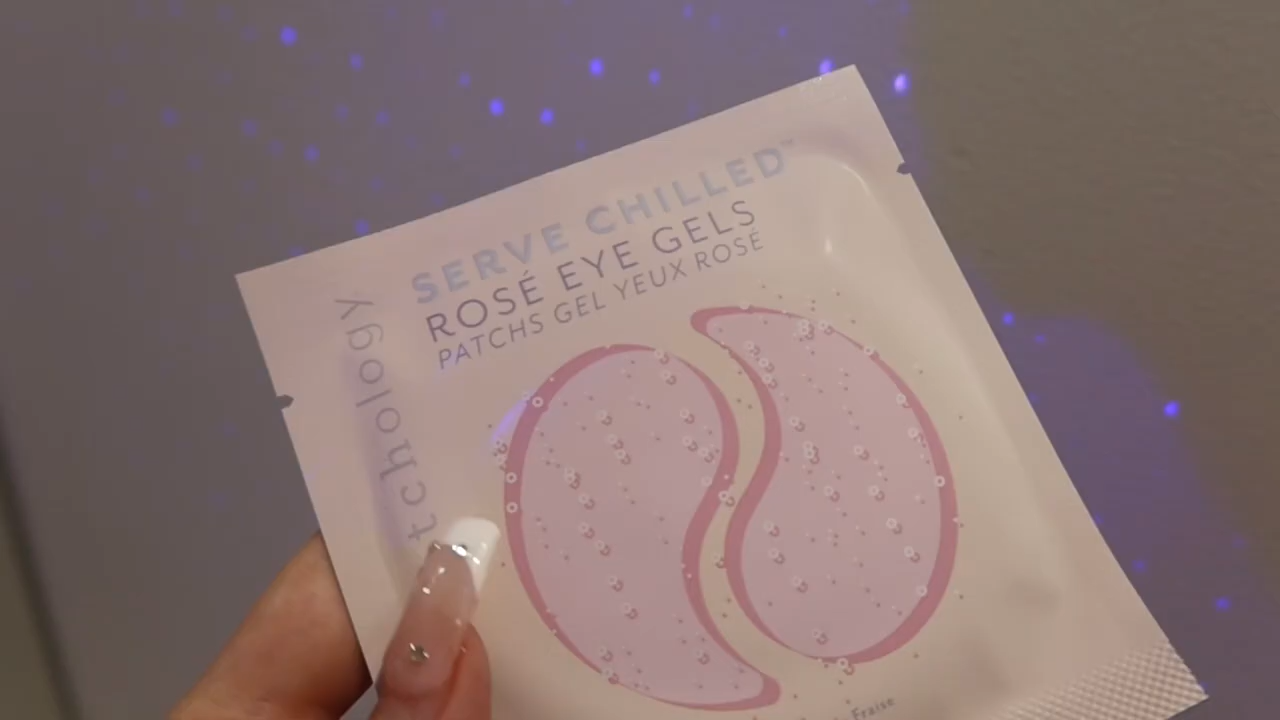 SERVE CHILLED™
ROSÉ EYE GELS
PATCHS GEL YEUX ROSÉ
tchology
Fraise